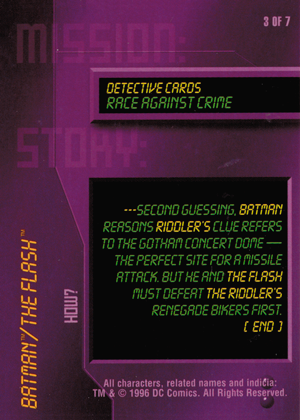 3 OF 7
MISSION:
DETECTIVE CARDS
RACE AGAINST CRIME
STORY:
---SECOND GUESSING, BATMAN
REASONS RIDDLER'S CLUE REFERS
TO THE GOTHAM CONCERT DOME —
THE PERFECT SITE FOR A MISSILE
ATTACK. BUT HE AND THE FLASH
MUST DEFEAT THE RIDDLER'S
RENEGADE BIKERS FIRST.
( END )
BATMAN™/THE FLASH™
HOW?
All characters, related names and indicia:
TM & © 1996 DC Comics. All Rights Reserved.